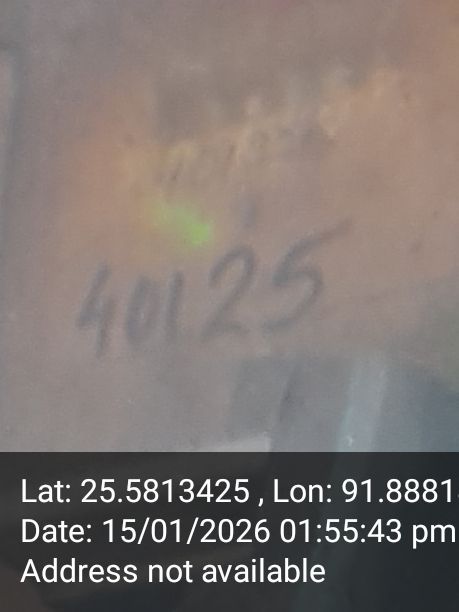 40125
Lat: 25.5813425 , Lon: 91.8881
Date: 15/01/2026 01:55:43 pm
Address not available